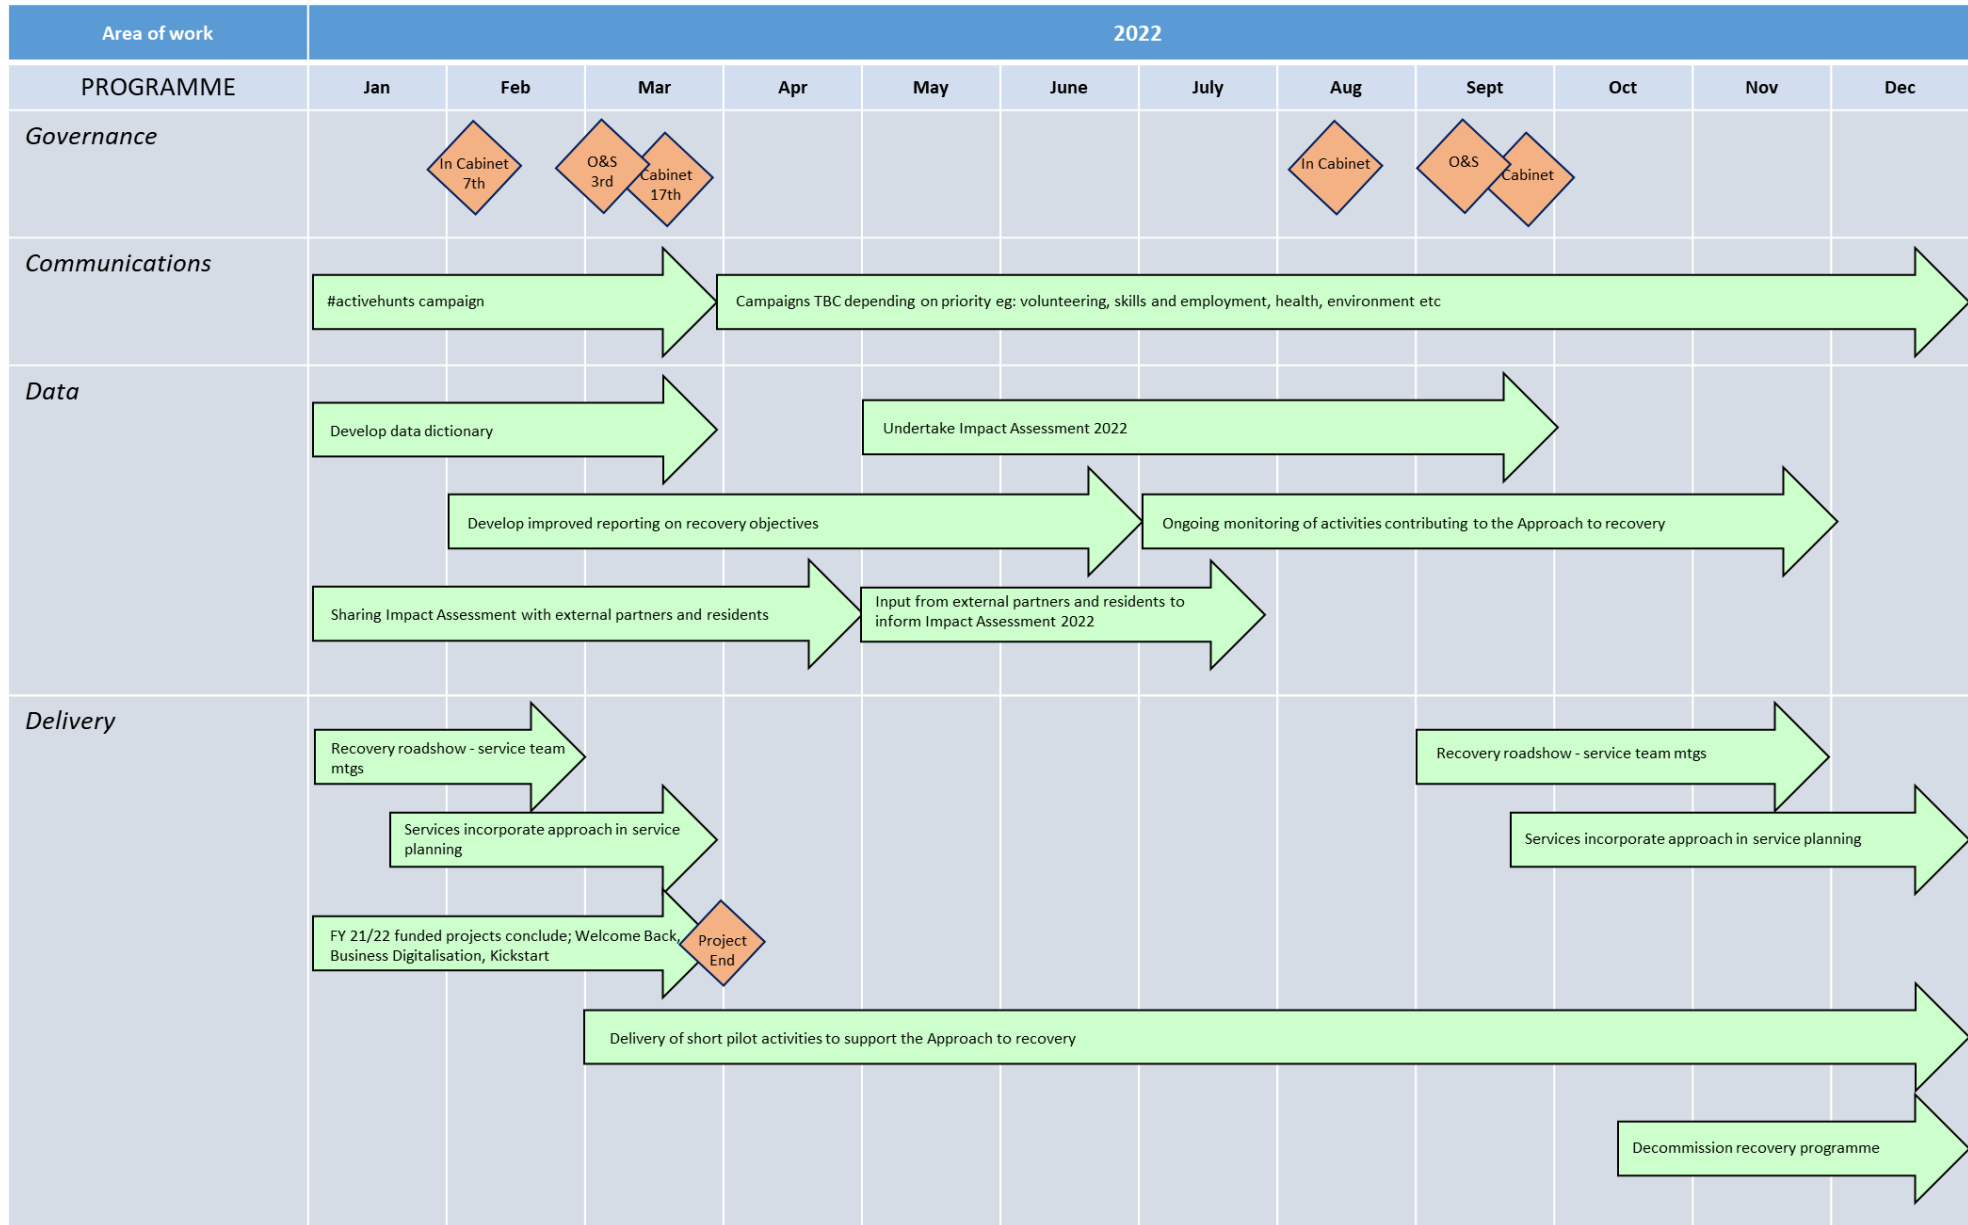 Area of work
2022
PROGRAMME
Jan
Feb
Mar
Apr
May
June
July
Aug
Sept
Oct
Nov
Dec
Governance
In Cabinet
7th
O&S
3rd
Cabinet
17th
In Cabinet
O&S
Cabinet
Communications
#activehunts campaign
Campaigns TBC depending on priority eg: volunteering, skills and employment, health, environment etc
Data
Develop data dictionary
Undertake Impact Assessment 2022
Develop improved reporting on recovery objectives
Ongoing monitoring of activities contributing to the Approach to recovery
Sharing Impact Assessment with external partners and residents
Input from external partners and residents to
inform Impact Assessment 2022
Delivery
Recovery roadshow - service team
mtgs
Recovery roadshow - service team mtgs
Services incorporate approach in service
planning
Services incorporate approach in service planning
FY 21/22 funded projects conclude; Welcome Back,
Business Digitalisation, Kickstart
Project
End
Delivery of short pilot activities to support the Approach to recovery
Decommission recovery programme